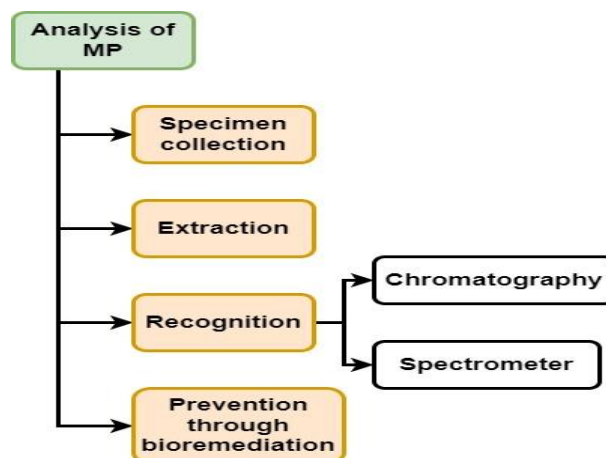 Analysis of
MP
Specimen
collection
Extraction
Recognition
Chromatography
Spectrometer
Prevention
through
bioremediation